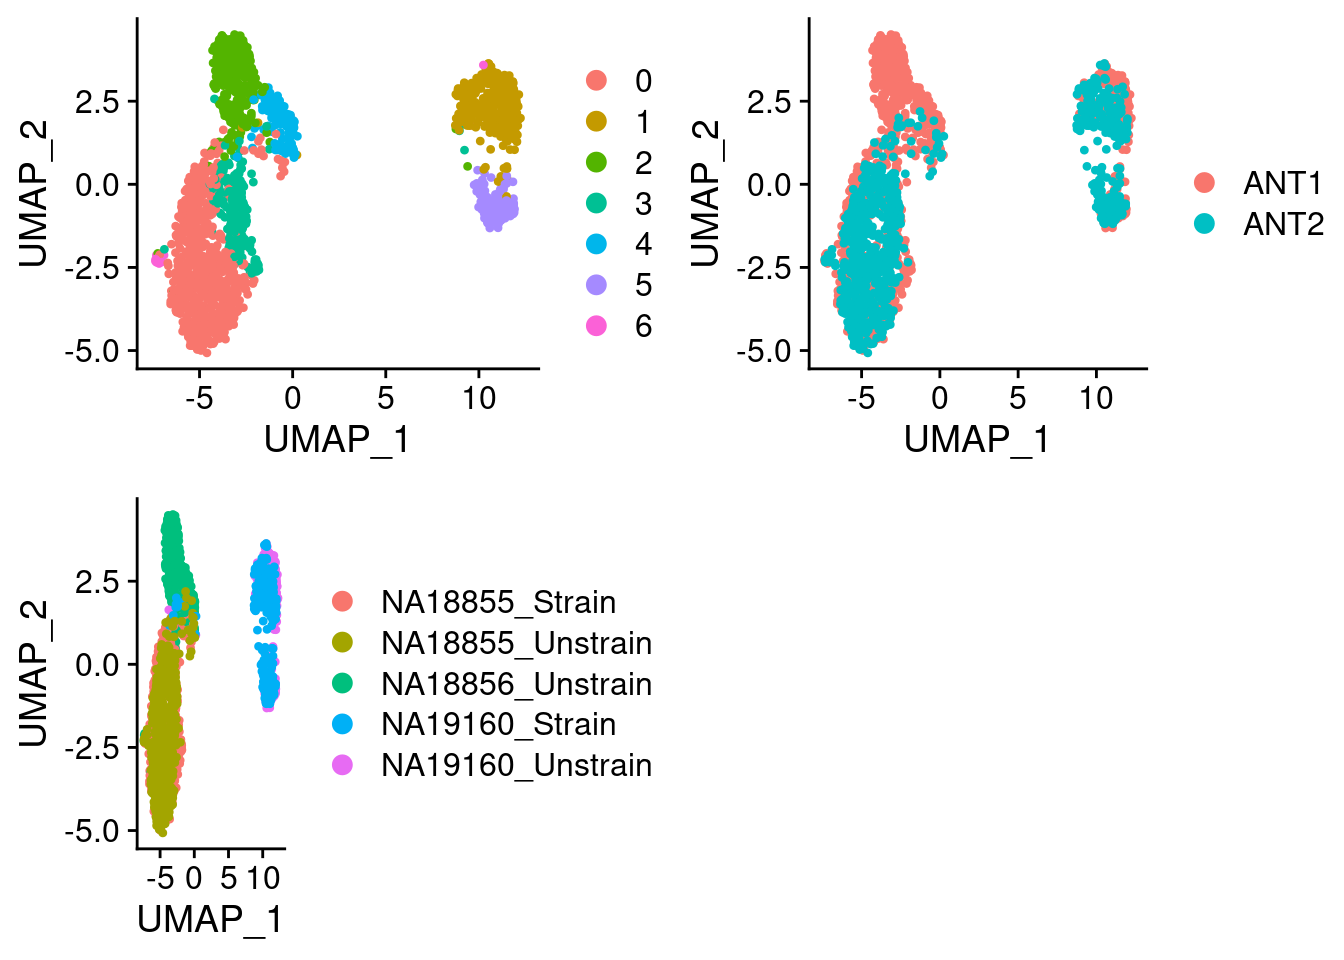 UMAP_2
2.5
0.0
-2.5
-5.0
-5 0 5 10
UMAP_1
0
1
2
3
4
5
6
UMAP_2
2.5
0.0
-2.5
-5.0
-5 0 5 10
UMAP_1
ANT1
ANT2
UMAP_2
2.5
0.0
-2.5
-5.0
-5 0 5 10
UMAP_1
NA18855_Strain
NA18855_Unstrain
NA18856_Unstrain
NA19160_Strain
NA19160_Unstrain